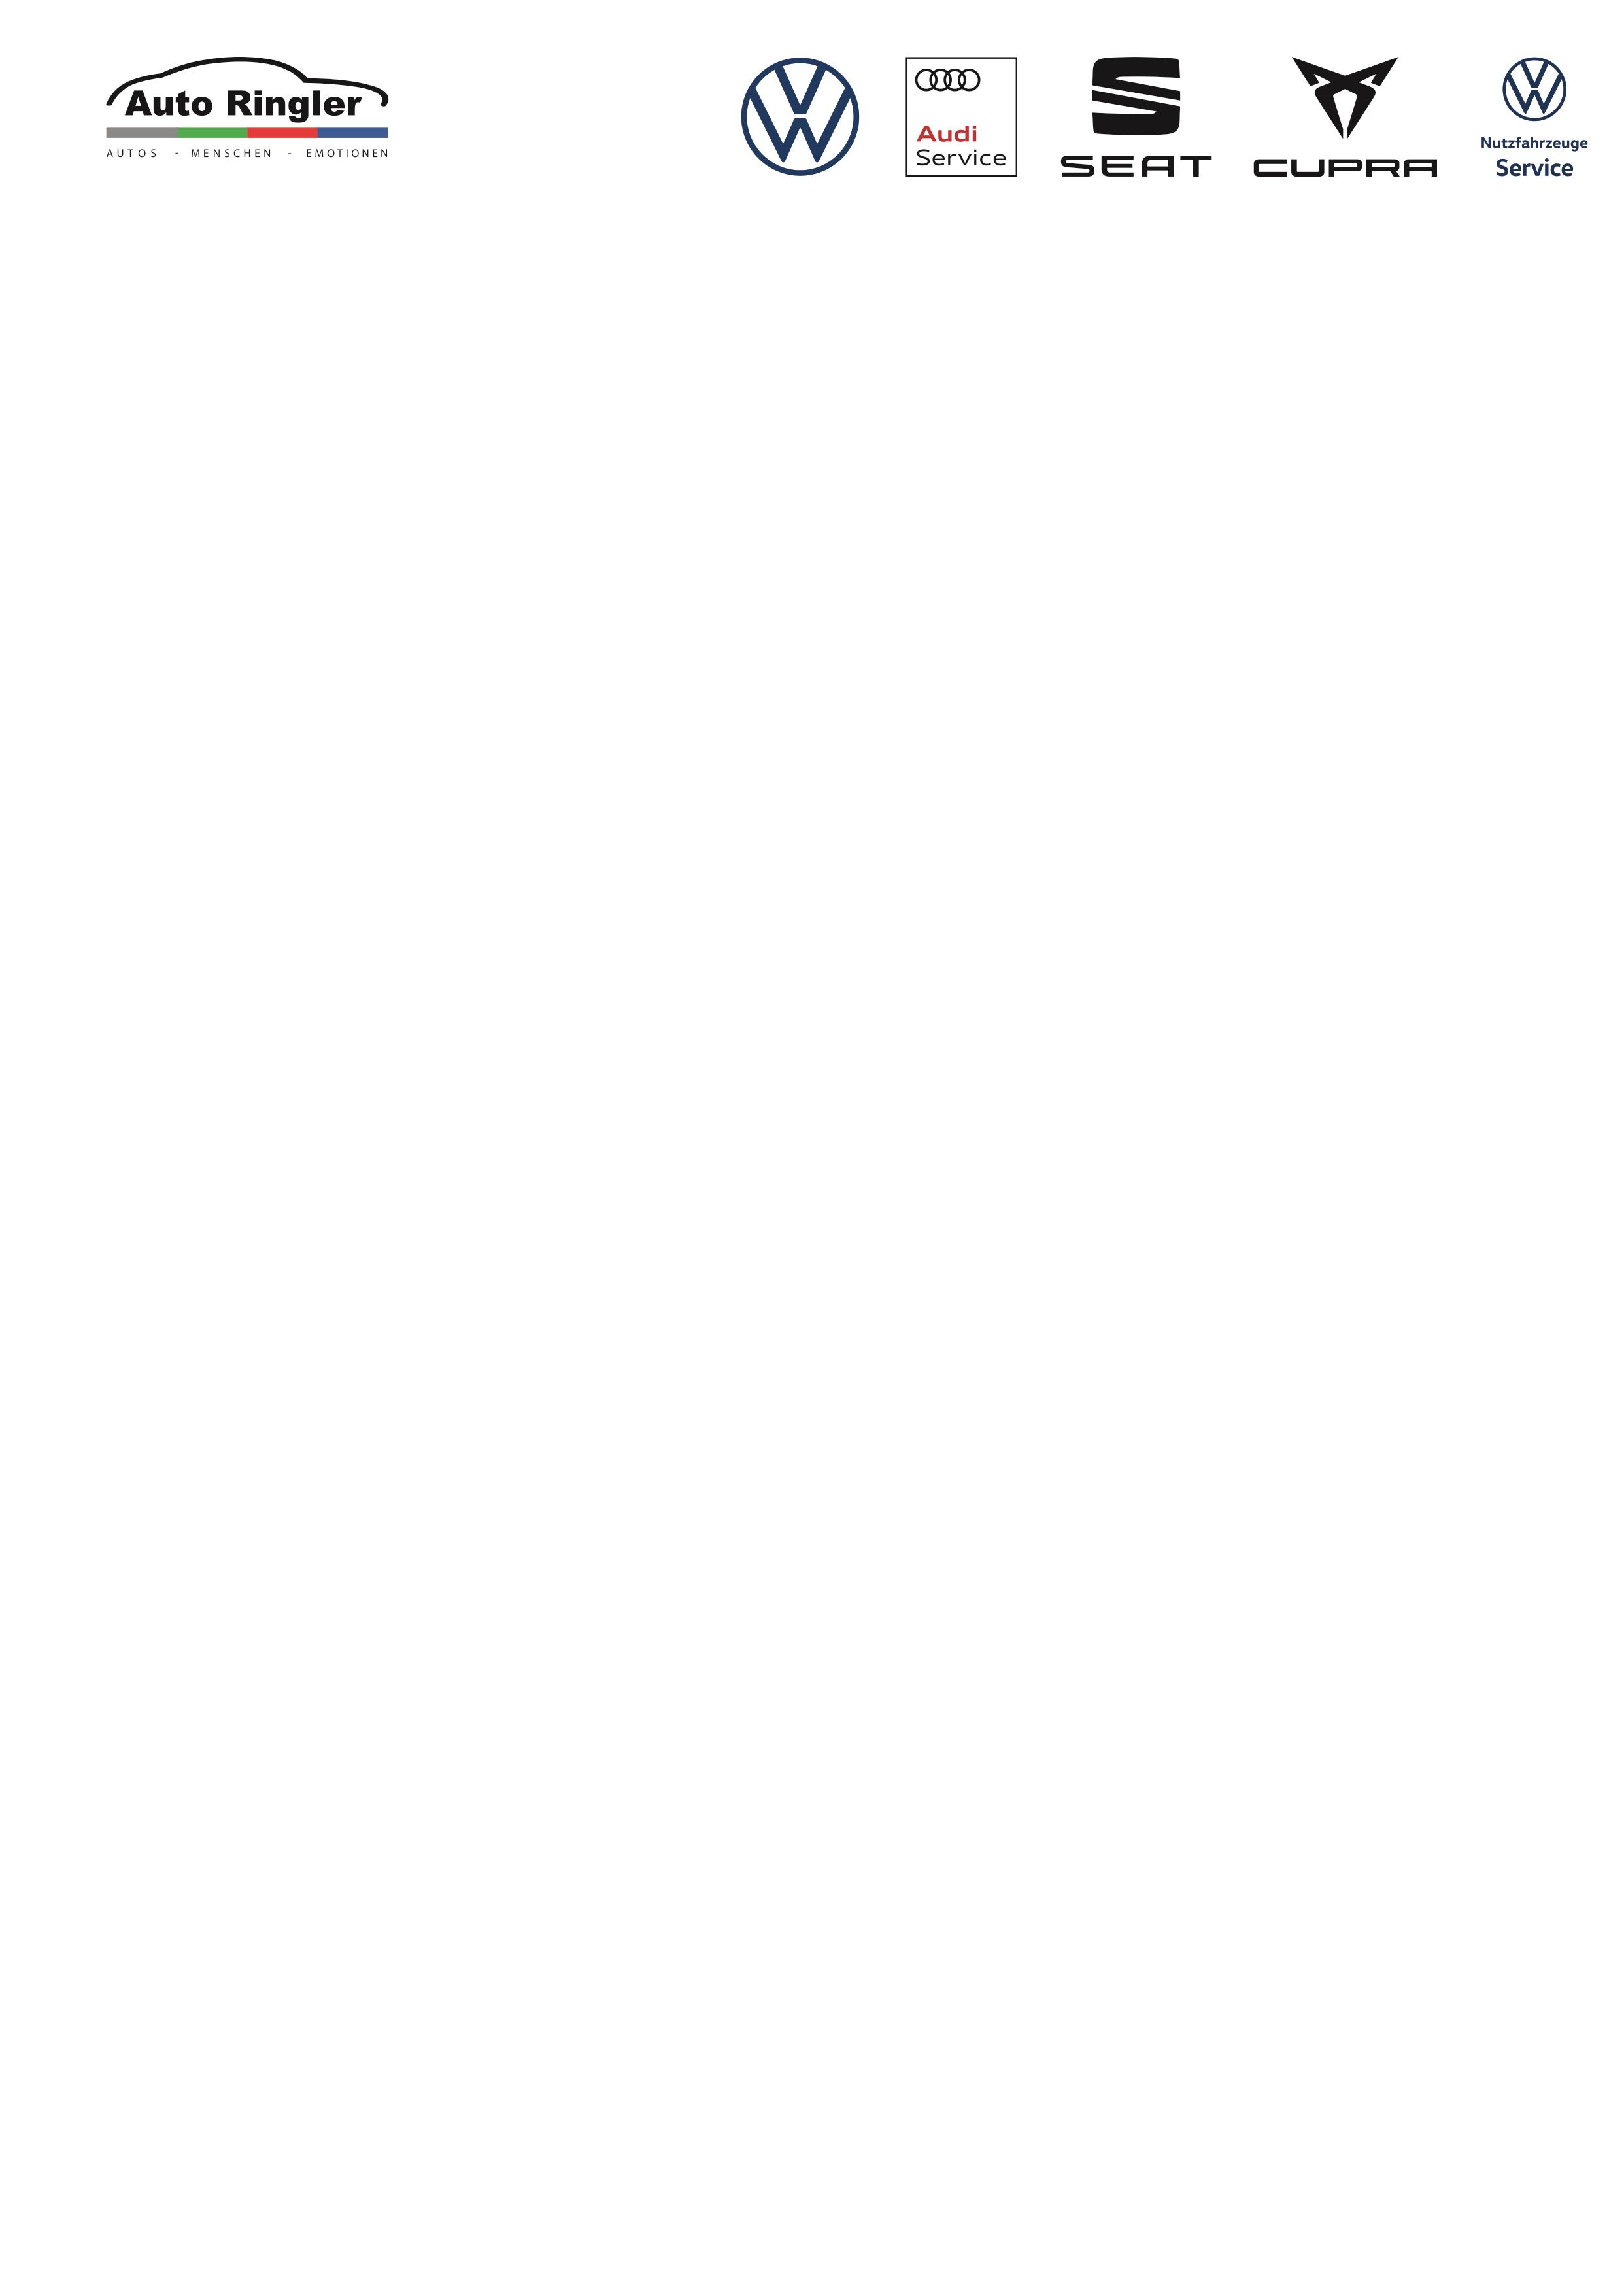 Auto Ringler
AUTOS - MENSCHEN - EMOTIONEN
Audi
Service
SEAT
CUPRA
Nutzfahrzeuge
Service